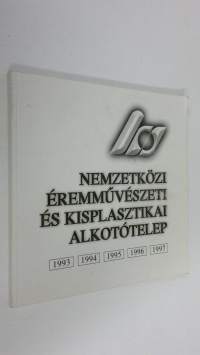 NEMZETKÖZI
ÉREMMŰVÉSZETI
ÉS KISPLASZTIKAI
ALKOTÓTELEP
1993 1994 1995 1996 1997